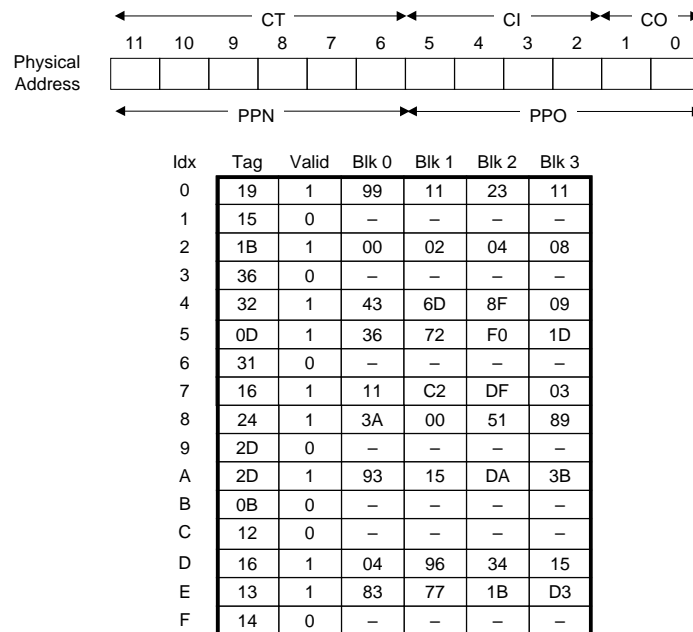 CT CI CO
11 10 9 8 7 6 5 4 3 2 1 0
Physical
Address
PPN PPO
Idx Tag Valid Blk 0 Blk 1 Blk 2 Blk 3
0 19 1 99 11 23 11
1 15 0 – – – –
2 1B 1 00 02 04 08
3 36 0 – – – –
4 32 1 43 6D 8F 09
5 0D 1 36 72 F0 1D
6 31 0 – – – –
7 16 1 11 C2 DF 03
8 24 1 3A 00 51 89
9 2D 0 – – – –
A 2D 1 93 15 DA 3B
B 0B 0 – – – –
C 12 0 – – – –
D 16 1 04 96 34 15
E 13 1 83 77 1B D3
F 14 0 – – – –